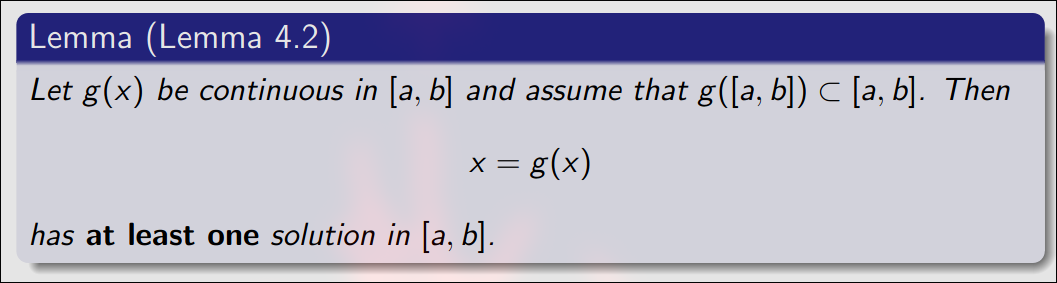 Lemma (Lemma 4.2)
Let g(x) be continuous in [a, b] and assume that g([a, b]) ⊂ [a, b]. Then
x = g(x)
has at least one solution in [a, b].